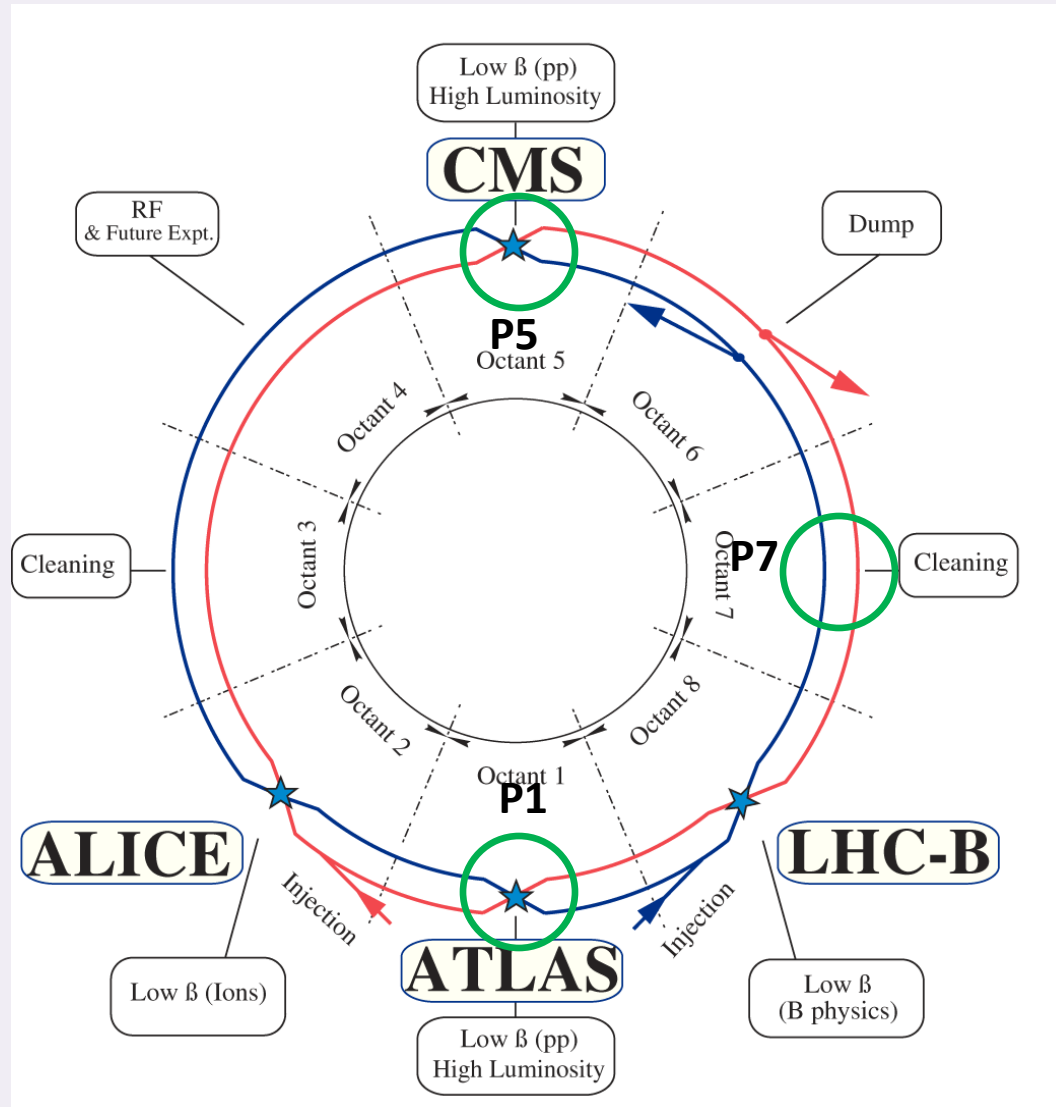 Low ß (pp)
High Luminosity
CMS
RF
& Future Expt.
Dump
P5
Octant 5
Octant 4
Octant 6
Cleaning
Octant 3
Octant 7
P7
Cleaning
Octant 2
Octant 8
Octant 1
P1
ALICE
LHC-B
Injection
Injection
ATLAS
Low ß (Ions)
Low ß
(B physics)
Low ß (pp)
High Luminosity